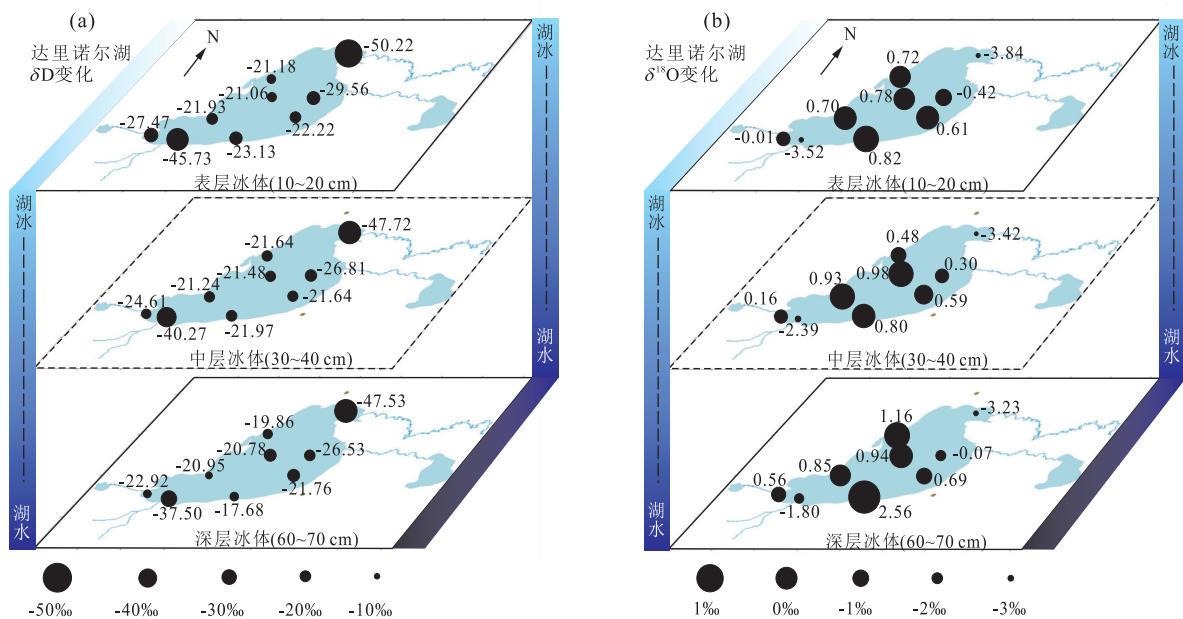 (a)
达里诺尔湖
δD变化
N
-50.22
-21.18
-21.06
-29.56
-21.93
-22.22
-27.47
-45.73
-23.13
表层冰体(10~20 cm)
-47.72
-21.64
-21.48
-26.81
-21.24
-21.64
-24.61
-40.27
-21.97
中层冰体(30~40 cm)
-47.53
-19.86
-20.78
-26.53
-20.95
-21.76
-22.92
-37.50
-17.68
深层冰体(60~70 cm)
湖冰
湖水
湖冰
湖水
-50‰
-40‰
-30‰
-20‰
-10‰
(b)
达里诺尔湖
δ¹⁸O变化
N
-3.84
0.72
0.78
-0.42
0.70
0.61
-0.01
-3.52
0.82
表层冰体(10~20 cm)
-3.42
0.48
0.98
0.30
0.93
0.59
0.16
-2.39
0.80
中层冰体(30~40 cm)
-3.23
1.16
0.94
-0.07
0.85
0.69
0.56
-1.80
2.56
深层冰体(60~70 cm)
湖冰
湖水
湖冰
湖水
1‰
0‰
-1‰
-2‰
-3‰